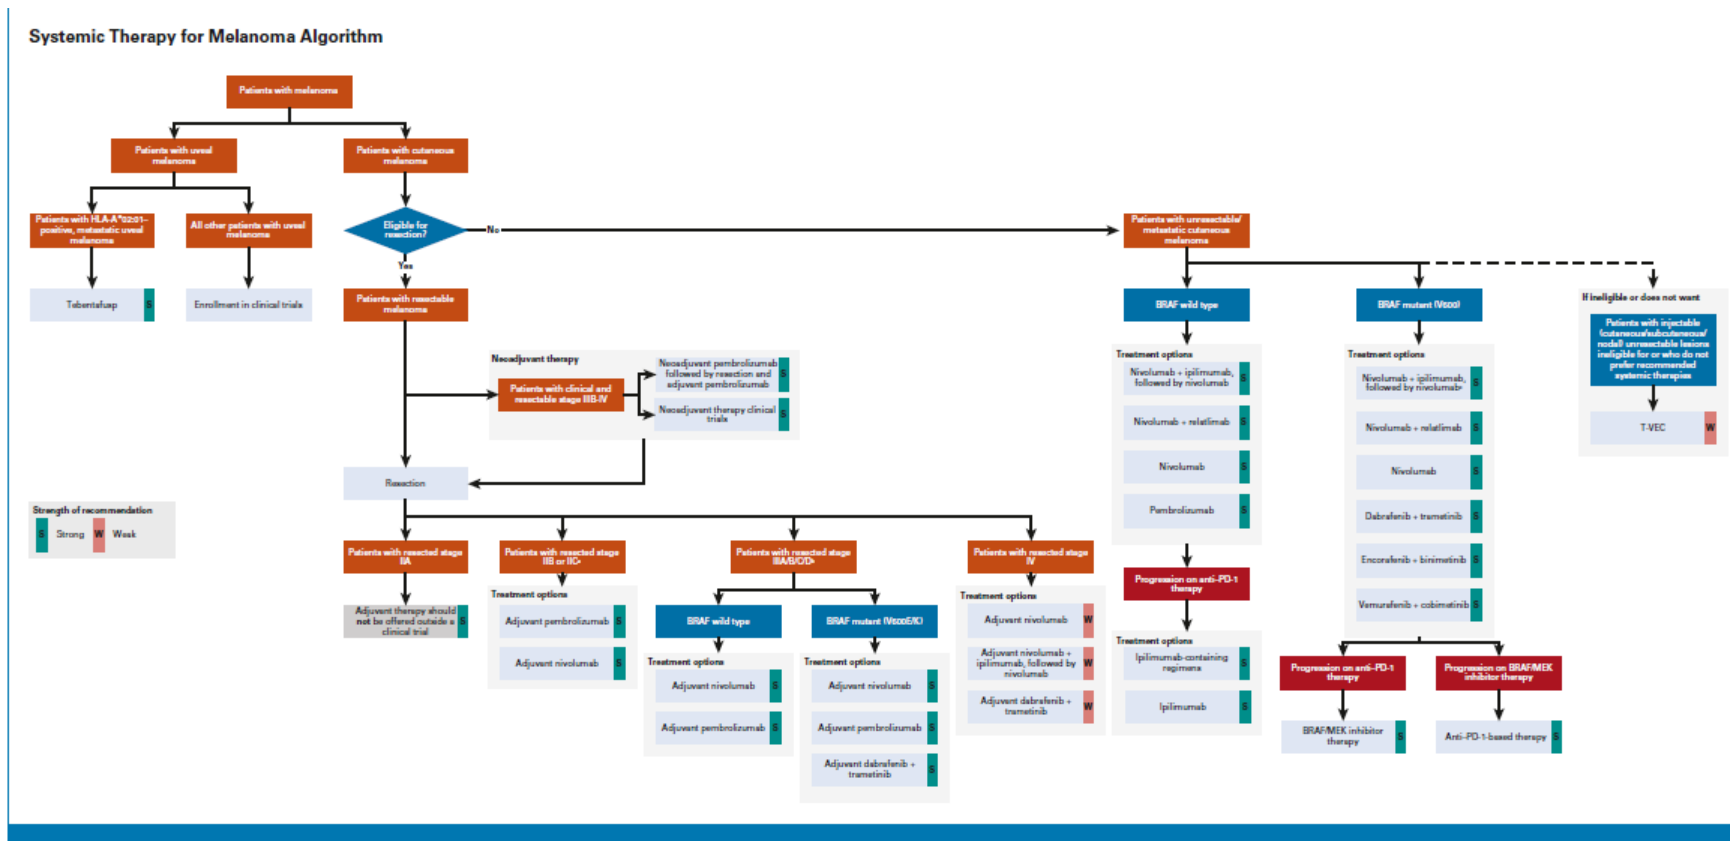 Systemic Therapy for Melanoma Algorithm
Patients with melanoma
Patients with uveal
melanoma
Patients with cutaneous
melanoma
Patients with HLA-A*02:01–
positive, metastatic uveal
melanoma
All other patients with uveal
melanoma
Eligible for
resection?
No
Yes
Patients with unresectable/
metastatic cutaneous
melanoma
Tebentafusp
S
Enrollment in clinical trials
Patients with resectable
melanoma
BRAF wild type
BRAF mutant (V600)
If ineligible or does not want
Patients with injectable
(cutaneous/subcutaneous/
nodal) unresectable lesions
ineligible for or who do not
prefer recommended
systemic therapies
T-VEC
W
Neoadjuvant therapy
Patients with clinical and
resectable stage IIIB-IV
Neoadjuvant pembrolizumab
followed by resection and
adjuvant pembrolizumab
S
Neoadjuvant therapy clinical
trials
S
Resection
Treatment options
Nivolumab + ipilimumab,
followed by nivolumab
S
Nivolumab + relatlimab
S
Nivolumab
S
Pembrolizumab
S
Progression on anti–PD-1
therapy
Treatment options
Ipilimumab-containing
regimens
S
Ipilimumab
S
Treatment options
Nivolumab + ipilimumab,
followed by nivolumab
S
Nivolumab + relatlimab
S
Nivolumab
S
Dabrafenib + trametinib
S
Encorafenib + binimetinib
S
Vemurafenib + cobimetinib
S
Progression on anti–PD-1
therapy
BRAF/MEK inhibitor
therapy
S
Progression on BRAF/MEK
inhibitor therapy
Anti–PD-1-based therapy
S
Strength of recommendation
S
Strong
W
Weak
Patients with resected stage
IIA
Adjuvant therapy should
not be offered outside a
clinical trial
S
Patients with resected stage
IIB or IIC
Treatment options
Adjuvant pembrolizumab
S
Adjuvant nivolumab
S
Patients with resected stage
IIIA/B/C/D
BRAF wild type
Treatment options
Adjuvant nivolumab
S
Adjuvant pembrolizumab
S
BRAF mutant (V600E/K)
Treatment options
Adjuvant nivolumab
S
Adjuvant pembrolizumab
S
Adjuvant dabrafenib +
trametinib
S
Patients with resected stage
IV
Treatment options
Adjuvant nivolumab
W
Adjuvant nivolumab +
ipilimumab, followed by
nivolumab
W
Adjuvant dabrafenib +
trametinib
W